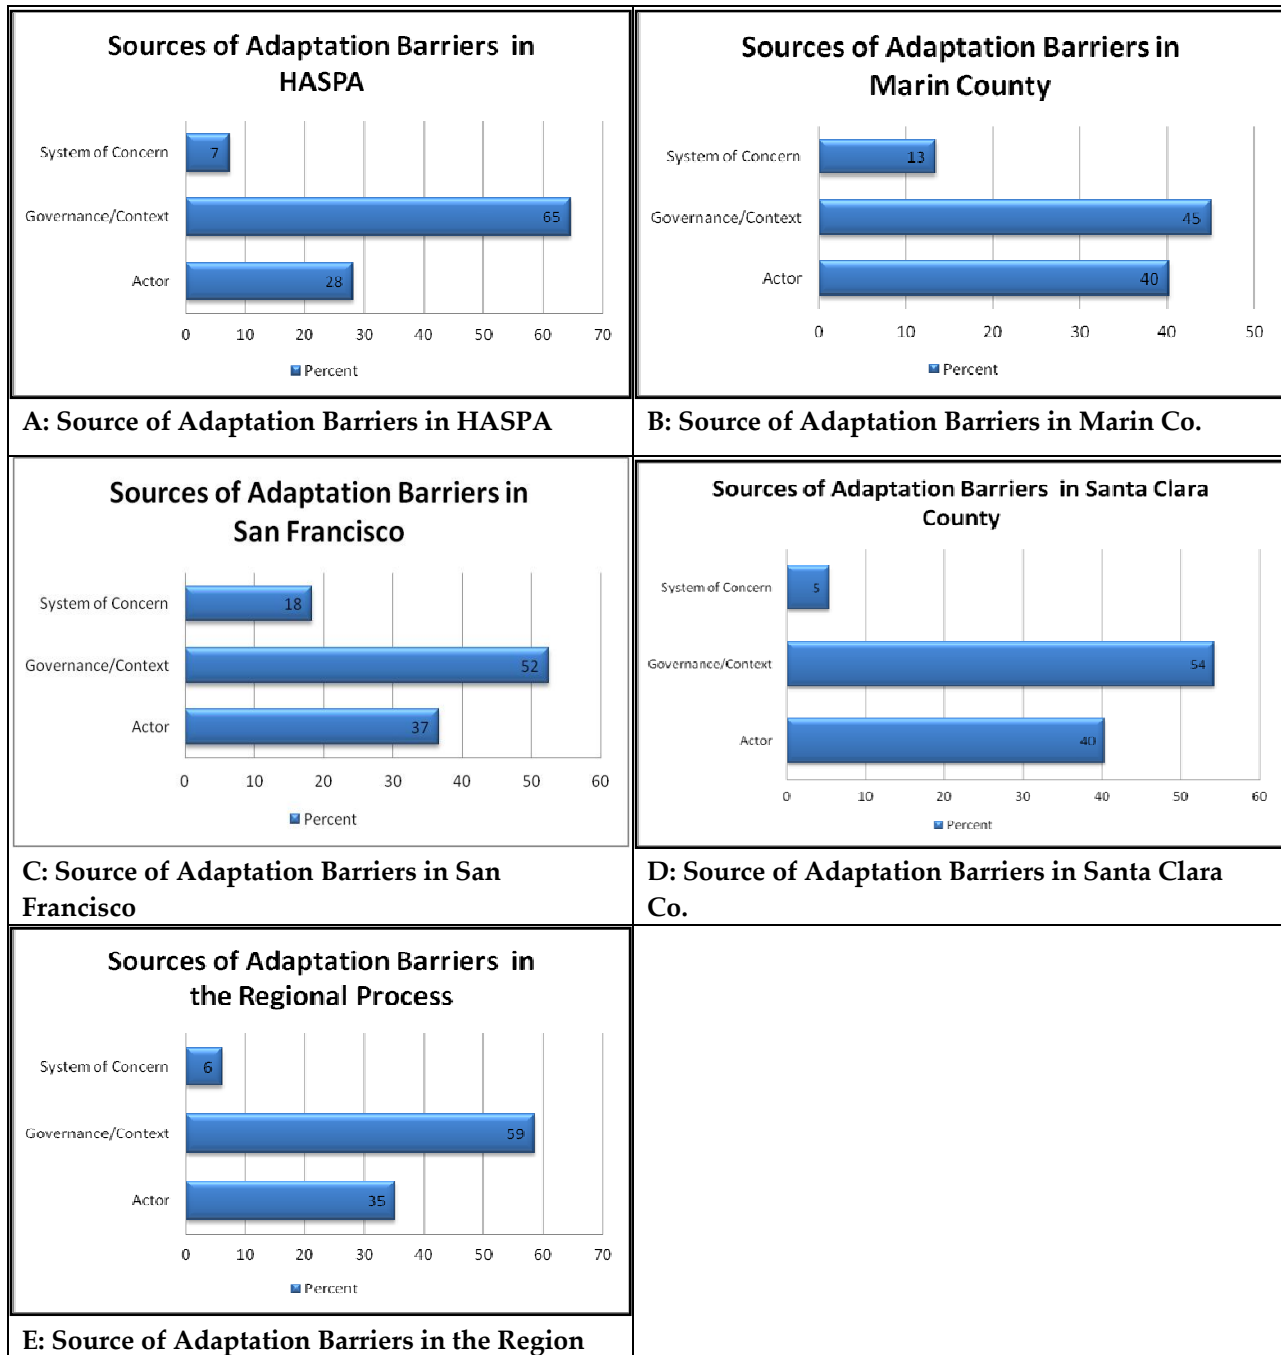 Sources of Adaptation Barriers in
HASPA
System of Concern
7
Governance/Context
65
Actor
28
0 10 20 30 40 50 60 70
Percent
A: Source of Adaptation Barriers in HASPA
Sources of Adaptation Barriers in
Marin County
System of Concern
13
Governance/Context
45
Actor
40
0 10 20 30 40 50
Percent
B: Source of Adaptation Barriers in Marin Co.
Sources of Adaptation Barriers in
San Francisco
System of Concern
18
Governance/Context
52
Actor
37
0 10 20 30 40 50 60
Percent
C: Source of Adaptation Barriers in San
Francisco
Sources of Adaptation Barriers in Santa Clara
County
System of Concern
5
Governance/Context
54
Actor
40
0 10 20 30 40 50 60
Percent
D: Source of Adaptation Barriers in Santa Clara
Co.
Sources of Adaptation Barriers in
the Regional Process
System of Concern
6
Governance/Context
59
Actor
35
0 10 20 30 40 50 60 70
Percent
E: Source of Adaptation Barriers in the Region